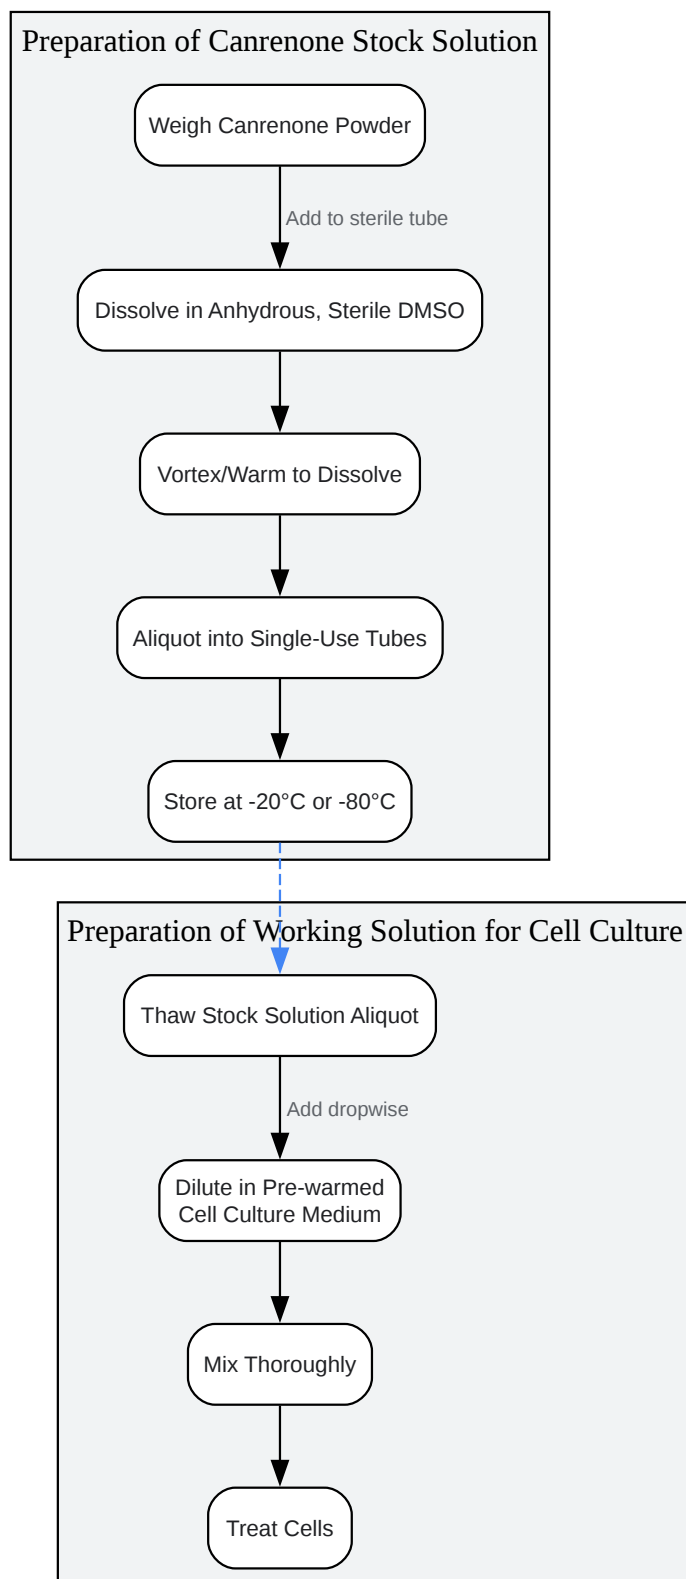 Preparation of Canrenone Stock Solution
Weigh Canrenone Powder
Add to sterile tube
Dissolve in Anhydrous, Sterile DMSO
Vortex/Warm to Dissolve
Aliquot into Single-Use Tubes
Store at -20°C or -80°C
Preparation of Working Solution for Cell Culture
Thaw Stock Solution Aliquot
Add dropwise
Dilute in Pre-warmed
Cell Culture Medium
Mix Thoroughly
Treat Cells